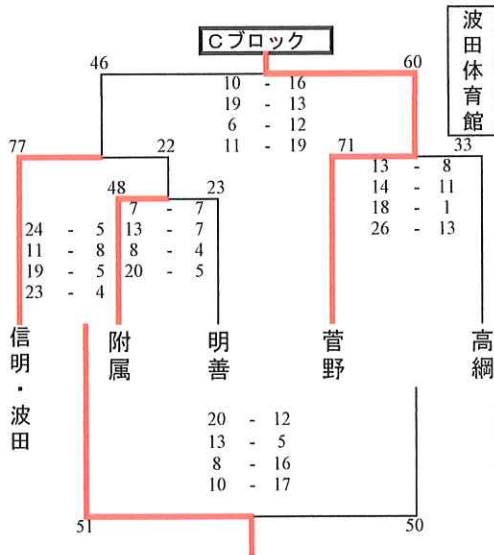 Cブロック
波田体育館
46
60
10 - 16
19 - 13
6 - 12
11 - 19
77
22
71
33
13 - 8
14 - 11
18 - 1
26 - 13
48
23
7 - 7
13 - 7
8 - 4
20 - 5
24 - 5
11 - 8
19 - 5
23 - 4
信明・波田
附属
明善
菅野
高綱
20 - 12
13 - 5
8 - 16
10 - 17
51
50